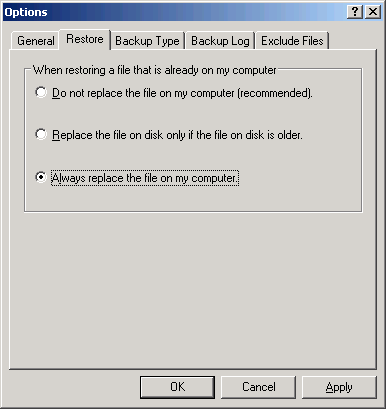 Options
General Restore Backup Type Backup Log Exclude Files
When restoring a file that is already on my computer
Do not replace the file on my computer (recommended).
Replace the file on disk only if the file on disk is older.
Always replace the file on my computer.
OK Cancel Apply